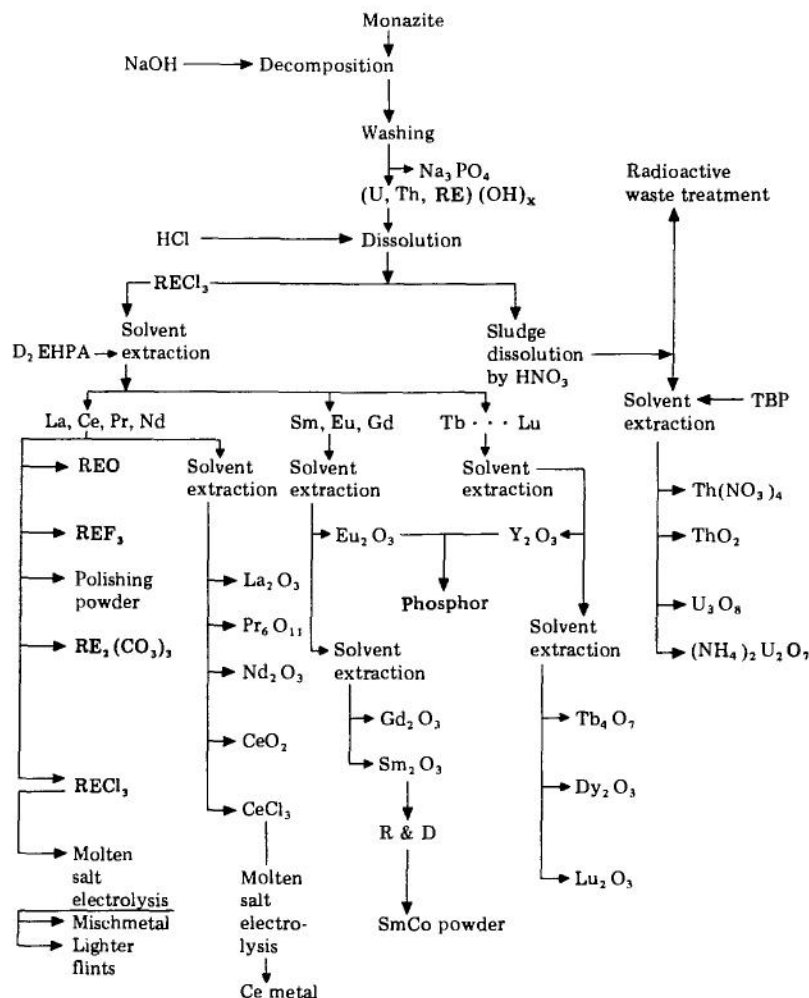 Monazite
NaOH
Decomposition
Washing
Na₃PO₄
(U, Th, RE) (OH)ₓ
Radioactive
waste treatment
HCl
Dissolution
RECl₃
Solvent
extraction
D₂EHPA
Sludge
dissolution
by HNO₃
Solvent
extraction
TBP
La, Ce, Pr, Nd
Sm, Eu, Gd
Tb · · · Lu
REO
REF₃
Polishing
powder
RE₂(CO₃)₃
RECl₃
Molten
salt
electrolysis
Mischmetal
Lighter
flints
Solvent
extraction
La₂O₃
Pr₆O₁₁
Nd₂O₃
CeO₂
CeCl₃
Molten
salt
electro-
lysis
Ce metal
Solvent
extraction
Eu₂O₃
Y₂O₃
Phosphor
Solvent
extraction
Gd₂O₃
Sm₂O₃
R & D
SmCo powder
Solvent
extraction
Solvent
extraction
Tb₄O₇
Dy₂O₃
Lu₂O₃
Th(NO₃)₄
ThO₂
U₃O₈
(NH₄)₂U₂O₇